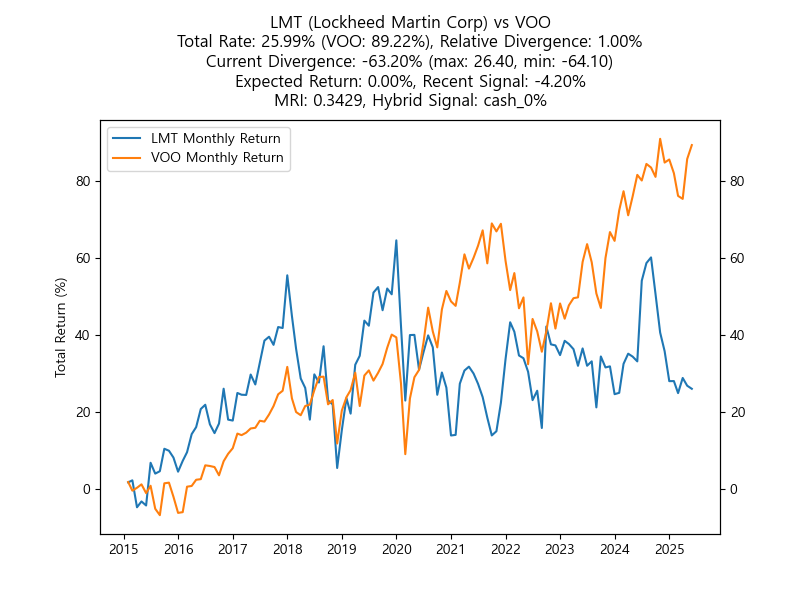 LMT (Lockheed Martin Corp) vs VOO
Total Rate: 25.99% (VOO: 89.22%), Relative Divergence: 1.00%
Current Divergence: -63.20% (max: 26.40, min: -64.10)
Expected Return: 0.00%, Recent Signal: -4.20%
MRI: 0.3429, Hybrid Signal: cash_0%
LMT Monthly Return
VOO Monthly Return
Total Return (%)
80
60
40
20
0
80
60
40
20
0
2015 2016 2017 2018 2019 2020 2021 2022 2023 2024 2025